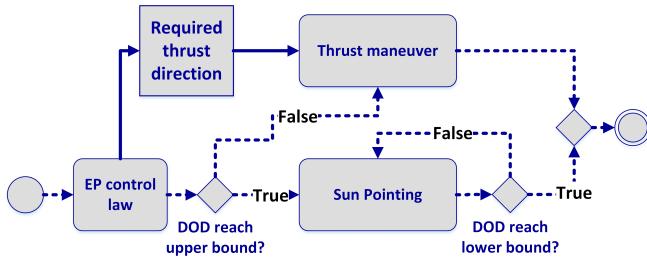 Required
thrust
direction
Thrust maneuver
False
False
EP control
law
True
Sun Pointing
True
DOD reach
upper bound?
DOD reach
lower bound?